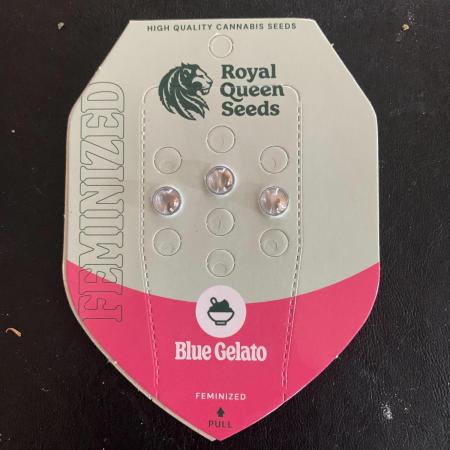 HIGH QUALITY CANNABIS SEEDS
Royal
Queen
Seeds
FEMINIZED
Blue Gelato
FEMINIZED
PULL